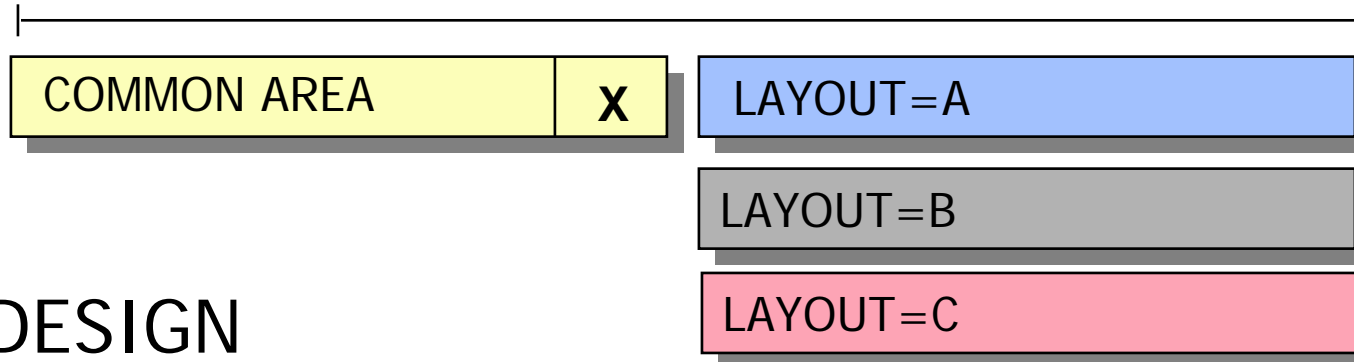 COMMON AREA X LAYOUT=A
LAYOUT=B
LAYOUT=C
DESIGN